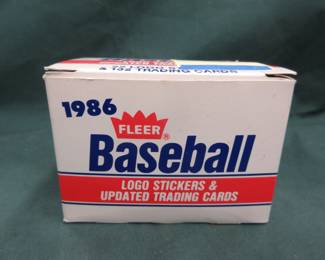 & 132 TRADING CARDS
1986
FLEER®
Baseball
LOGO STICKERS &
UPDATED TRADING CARDS